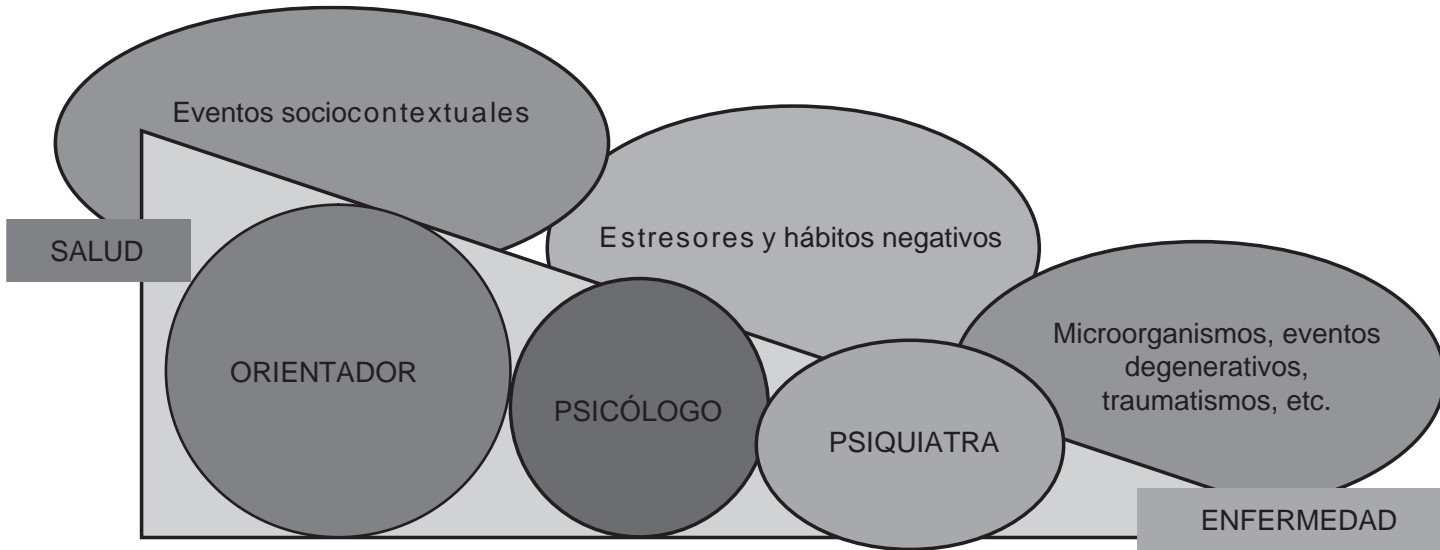 Eventos sociocontextuales
SALUD
Estresores y hábitos negativos
Microorganismos, eventos
degenerativos,
traumatismos, etc.
ORIENTADOR
PSICÓLOGO
PSIQUIATRA
ENFERMEDAD